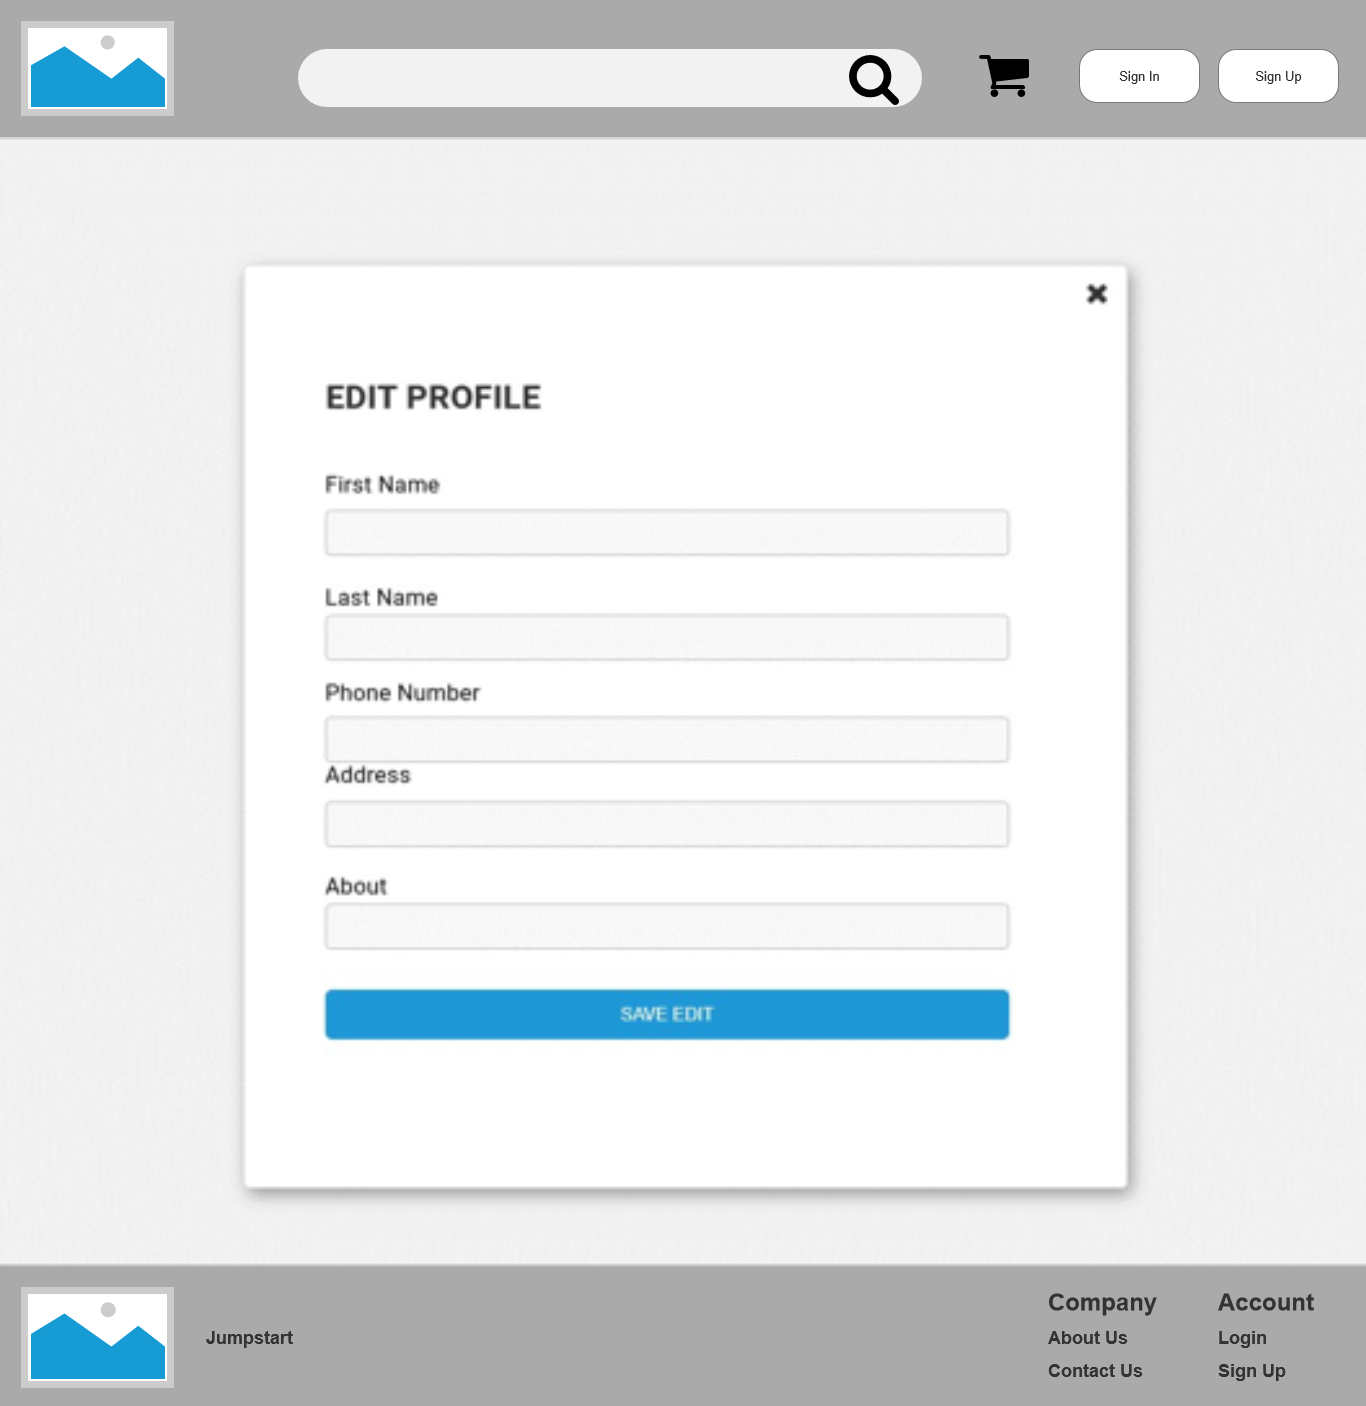 Sign In
Sign Up
EDIT PROFILE
First Name
Last Name
Phone Number
Address
About
SAVE EDIT
Jumpstart
Company
About Us
Contact Us
Account
Login
Sign Up